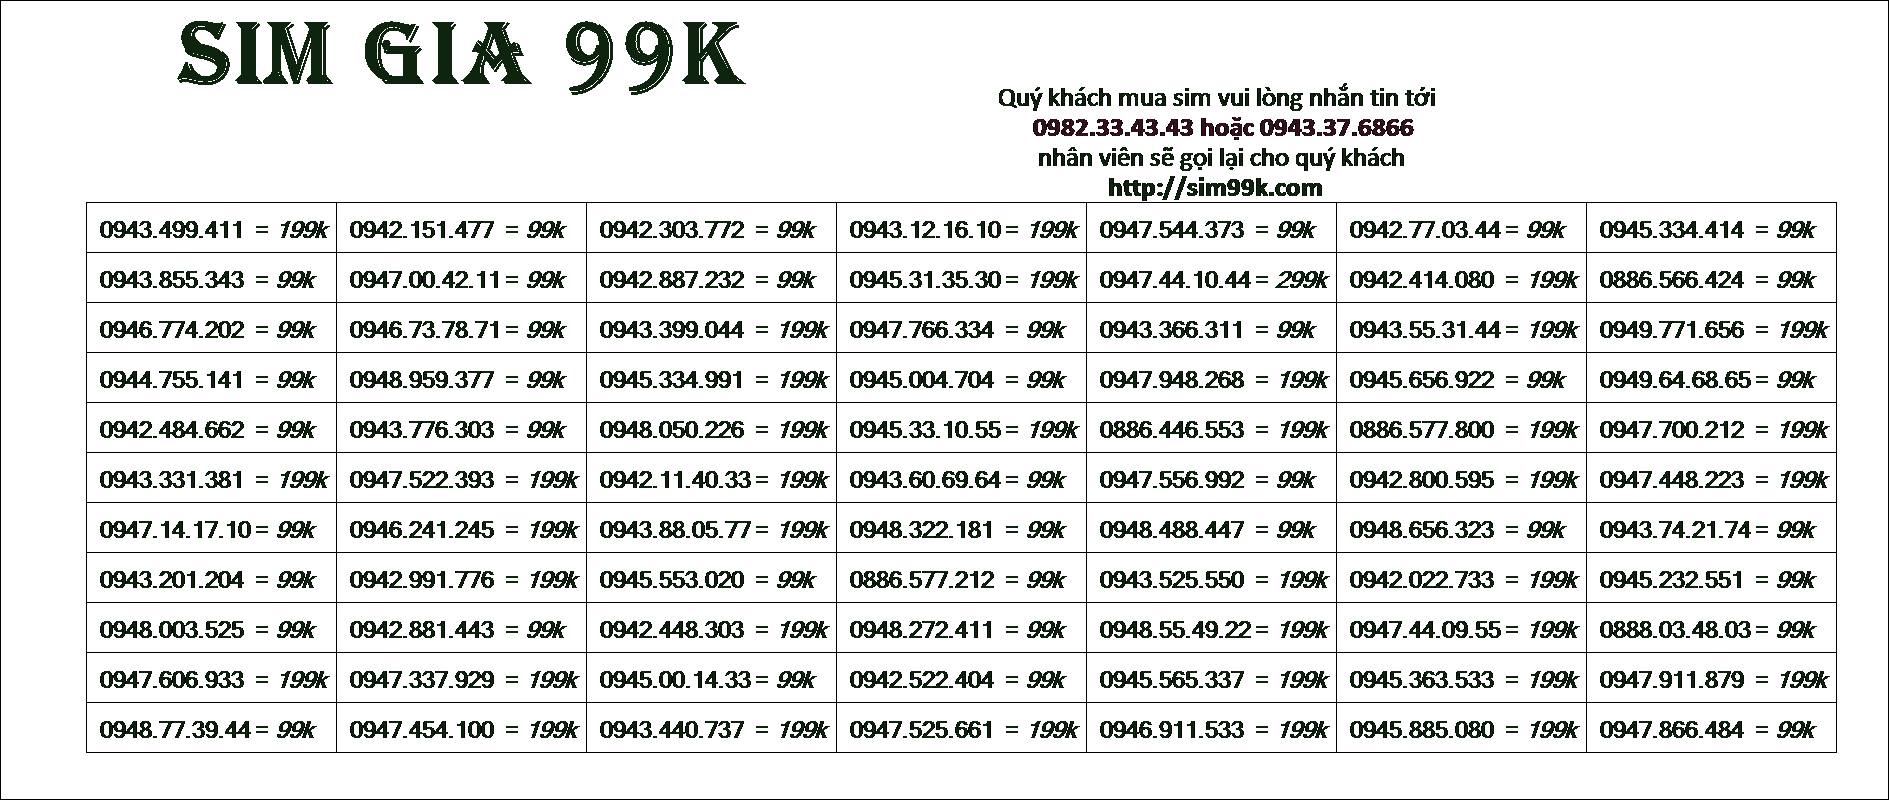 SIM GIA 99K
Quý khách mua sim vui lòng nhắn tin tới
0982.33.43.43 hoặc 0943.37.6866
nhân viên sẽ gọi lại cho quý khách
http://sim99k.com
0943.499.411 = 199k 0942.151.477 = 99k 0942.303.772 = 99k 0943.12.16.10 = 199k 0947.544.373 = 99k 0942.77.03.44 = 99k 0945.334.414 = 99k
0943.855.343 = 99k 0947.00.42.11 = 99k 0942.887.232 = 99k 0945.31.35.30 = 199k 0947.44.10.44 = 299k 0942.414.080 = 199k 0886.566.424 = 99k
0946.774.202 = 99k 0946.73.78.71 = 99k 0943.399.044 = 199k 0947.766.334 = 99k 0943.366.311 = 99k 0943.55.31.44 = 199k 0949.771.656 = 199k
0944.755.141 = 99k 0948.959.377 = 99k 0945.334.991 = 199k 0945.004.704 = 99k 0947.948.268 = 199k 0945.656.922 = 99k 0949.64.68.65 = 99k
0942.484.662 = 99k 0943.776.303 = 99k 0948.050.226 = 199k 0945.33.10.55 = 199k 0886.446.553 = 199k 0886.577.800 = 199k 0947.700.212 = 199k
0943.331.381 = 199k 0947.522.393 = 199k 0942.11.40.33 = 199k 0943.60.69.64 = 99k 0947.556.992 = 99k 0942.800.595 = 199k 0947.448.223 = 199k
0947.14.17.10 = 99k 0946.241.245 = 199k 0943.88.05.77 = 199k 0948.322.181 = 99k 0948.488.447 = 99k 0948.656.323 = 99k 0943.74.21.74 = 99k
0943.201.204 = 99k 0942.991.776 = 199k 0945.553.020 = 99k 0886.577.212 = 99k 0943.525.550 = 199k 0942.022.733 = 199k 0945.232.551 = 99k
0948.003.525 = 99k 0942.881.443 = 99k 0942.448.303 = 199k 0948.272.411 = 99k 0948.55.49.22 = 199k 0947.44.09.55 = 199k 0888.03.48.03 = 99k
0947.606.933 = 199k 0947.337.929 = 199k 0945.00.14.33 = 99k 0942.522.404 = 99k 0945.565.337 = 199k 0945.363.533 = 199k 0947.911.879 = 199k
0948.77.39.44 = 99k 0947.454.100 = 199k 0943.440.737 = 199k 0947.525.661 = 199k 0946.911.533 = 199k 0945.885.080 = 199k 0947.866.484 = 99k